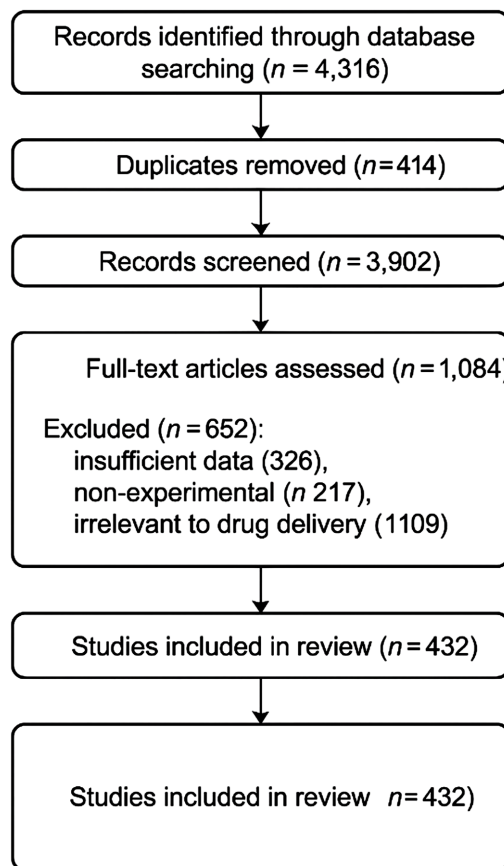 Records identified through database
searching (n = 4,316)
Duplicates removed (n=414)
Records screened (n = 3,902)
Full-text articles assessed (n=1,084)
Excluded (n=652):
insufficient data (326),
non-experimental (n 217),
irrelevant to drug delivery (1109)
Studies included in review (n=432)
Studies included in review n=432)